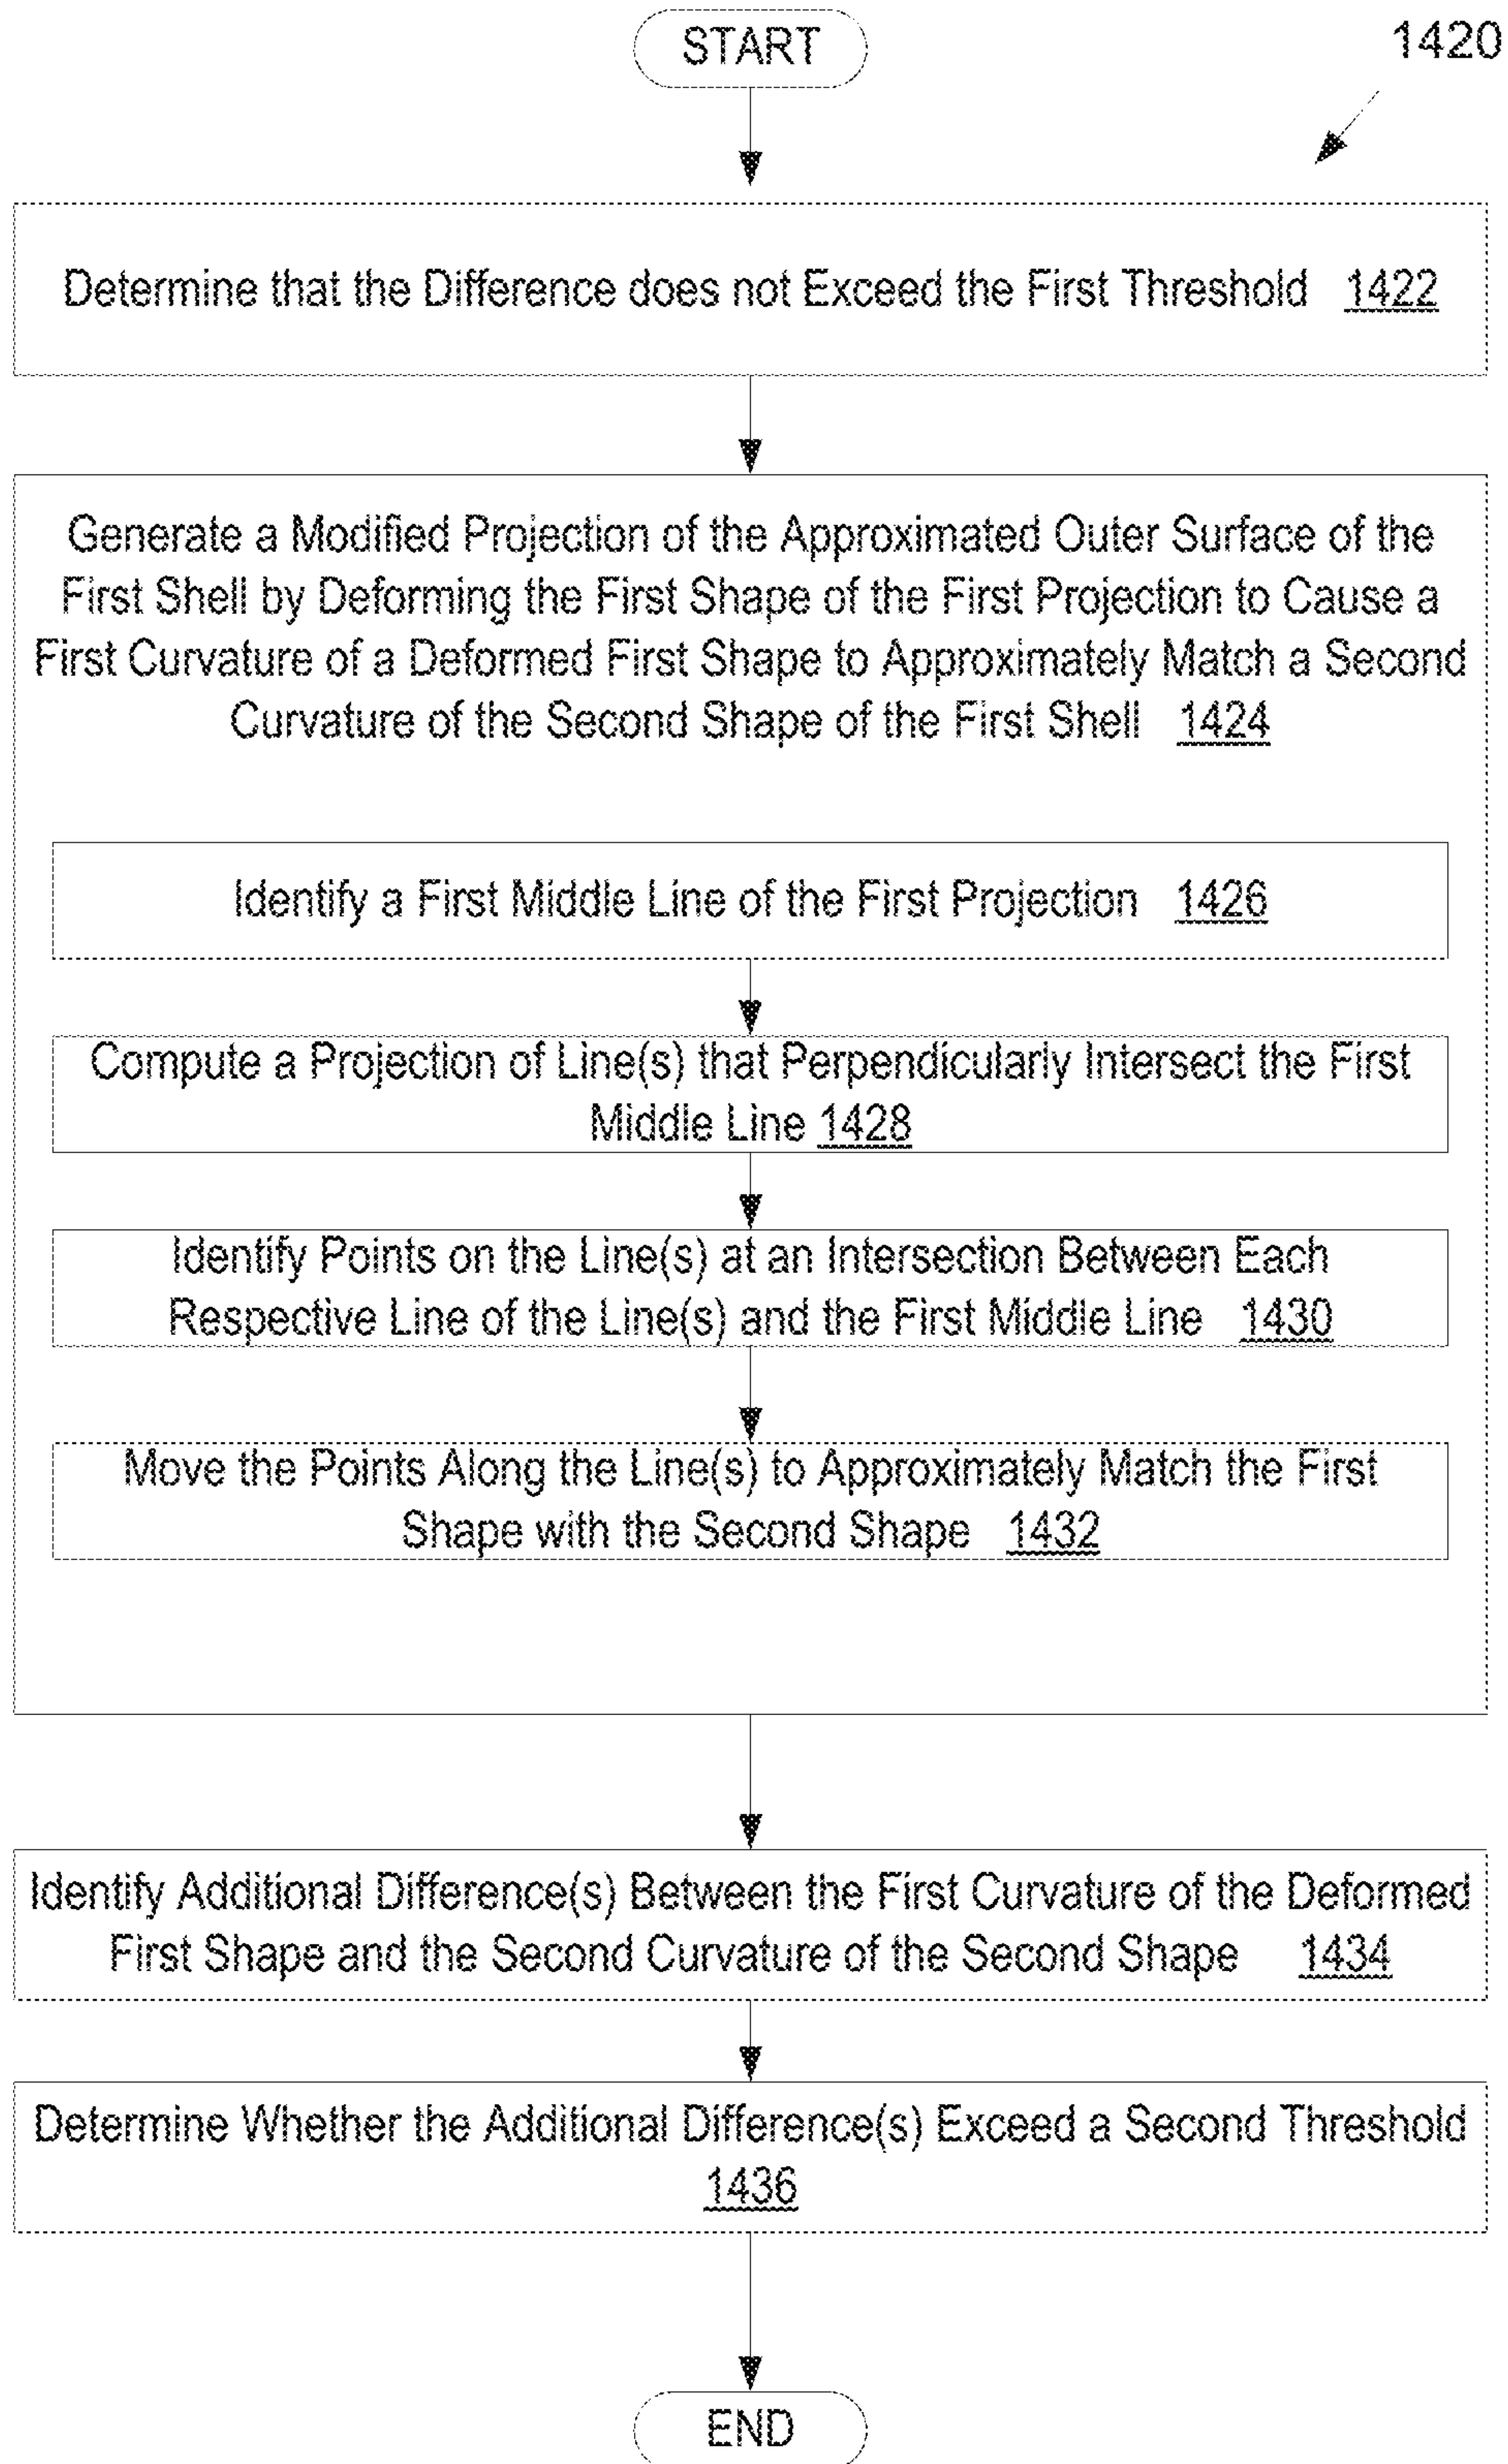 START
1420
Determine that the Difference does not Exceed the First Threshold 1422
Generate a Modified Projection of the Approximated Outer Surface of the
First Shell by Deforming the First Shape of the First Projection to Cause a
First Curvature of a Deformed First Shape to Approximately Match a Second
Curvature of the Second Shape of the First Shell 1424
Identify a First Middle Line of the First Projection 1426
Compute a Projection of Line(s) that Perpendicularly Intersect the First
Middle Line 1428
Identify Points on the Line(s) at an Intersection Between Each
Respective Line of the Line(s) and the First Middle Line 1430
Move the Points Along the Line(s) to Approximately Match the First
Shape with the Second Shape 1432
Identify Additional Difference(s) Between the First Curvature of the Deformed
First Shape and the Second Curvature of the Second Shape 1434
Determine Whether the Additional Difference(s) Exceed a Second Threshold
1436
END